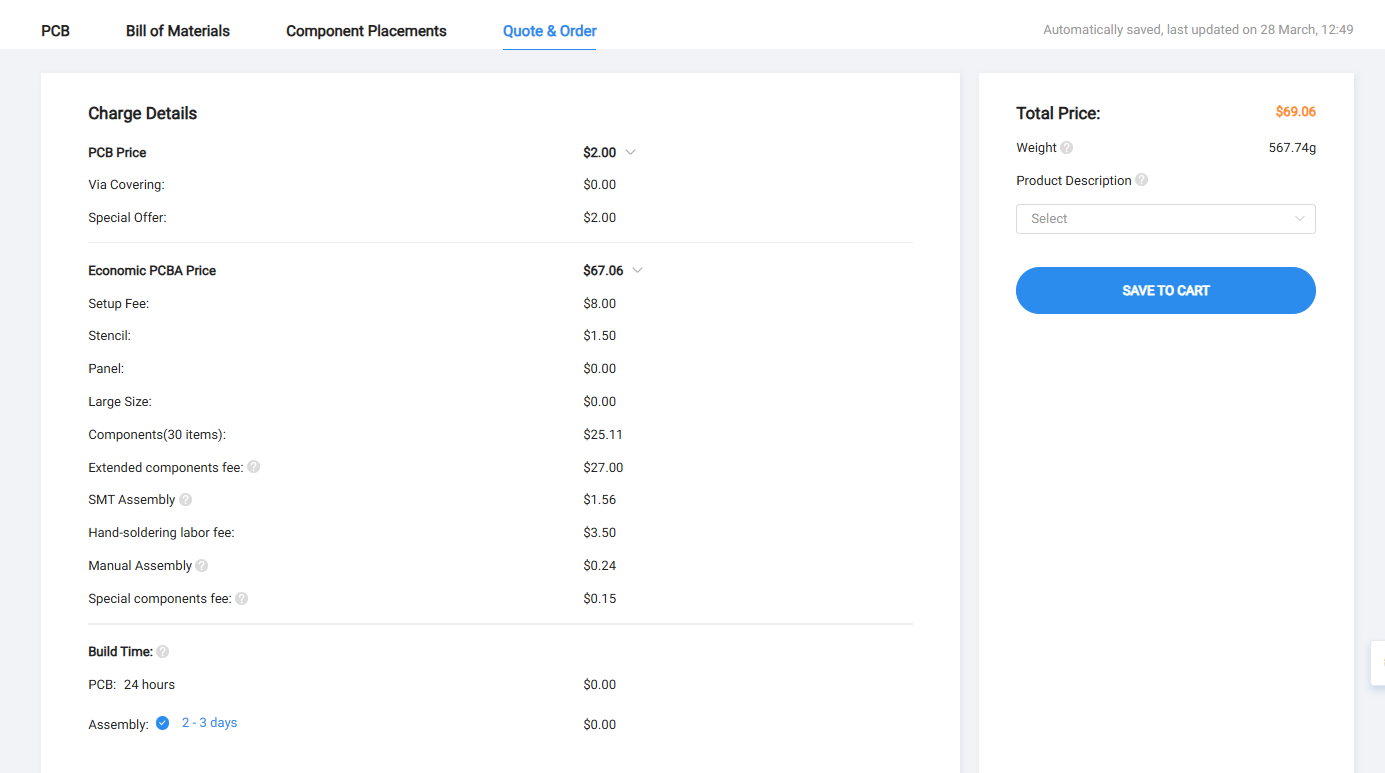 PCB Bill of Materials Component Placements Quote & Order Automatically saved, last updated on 28 March, 12:49
Charge Details
PCB Price $2.00
Via Covering: $0.00
Special Offer: $2.00
Economic PCBA Price $67.06
Setup Fee: $8.00
Stencil: $1.50
Panel: $0.00
Large Size: $0.00
Components(30 items): $25.11
Extended components fee: ? $27.00
SMT Assembly ? $1.56
Hand-soldering labor fee: $3.50
Manual Assembly ? $0.24
Special components fee: ? $0.15
Build Time: ?
PCB: 24 hours $0.00
Assembly: 2 - 3 days $0.00
Total Price: $69.06
Weight ? 567.74g
Product Description ?
Select
SAVE TO CART